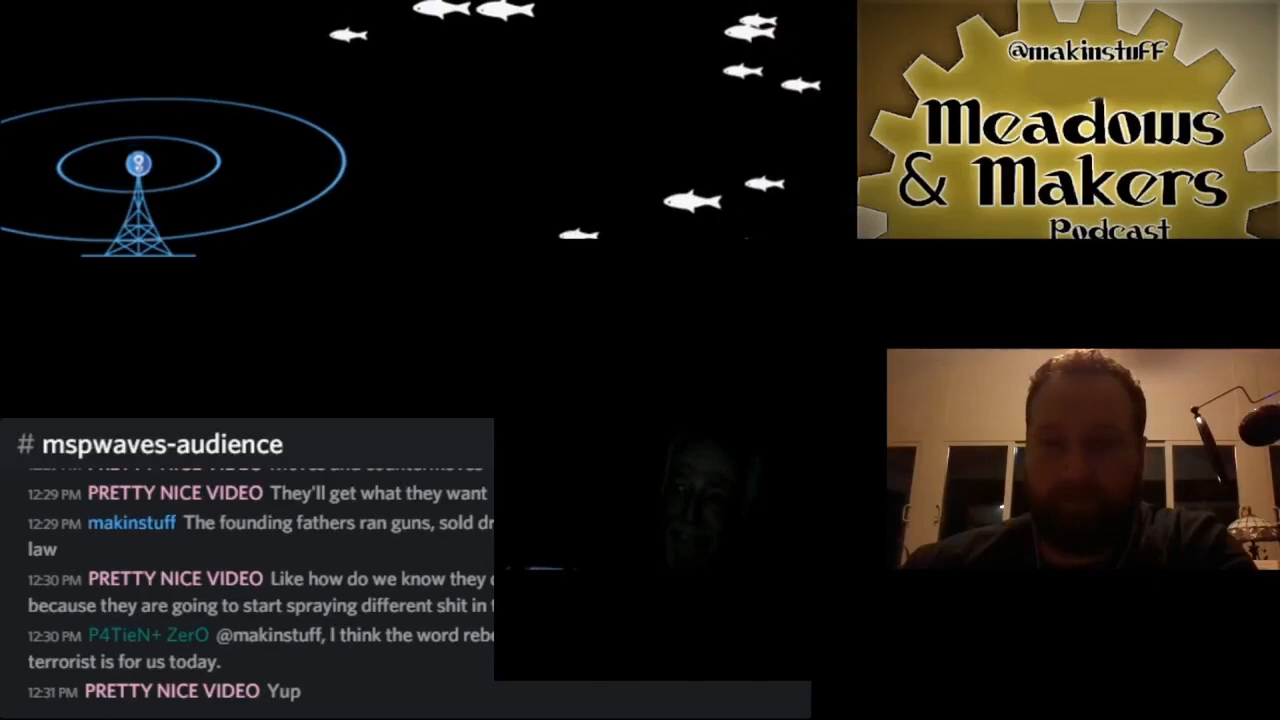 @makinstuff
Meadows
& Makers
Podcast
# mspwaves-audience
12:29 PM PRETTY NICE VIDEO They'll get what they want
12:29 PM makinstuff The founding fathers ran guns, sold
law
12:30 PM PRETTY NICE VIDEO Like how do we know they
because they are going to start spraying different shit in
12:30 PM P4TieN+ ZerO @makinstuff, I think the word
terrorist is for us today.
12:31 PM PRETTY NICE VIDEO Yup